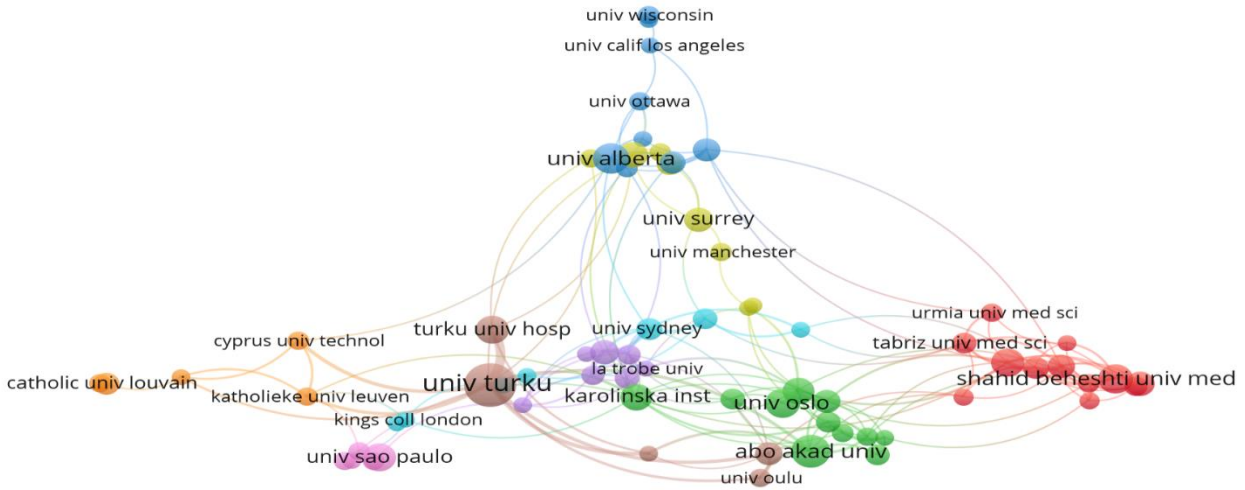 univ wisconsin
univ calif los angeles
univ ottawa
univ alberta
univ surrey
univ manchester
urmia univ med sci
turku univ hosp
univ sydney
cyprus univ technol
tabriz univ med sci
la trobe univ
catholic univ louvain
univ turku
shahid beheshti univ med
katholieke univ leuven
karolinska inst
univ oslo
kings coll london
univ sao paulo
abo akad univ
univ oulu